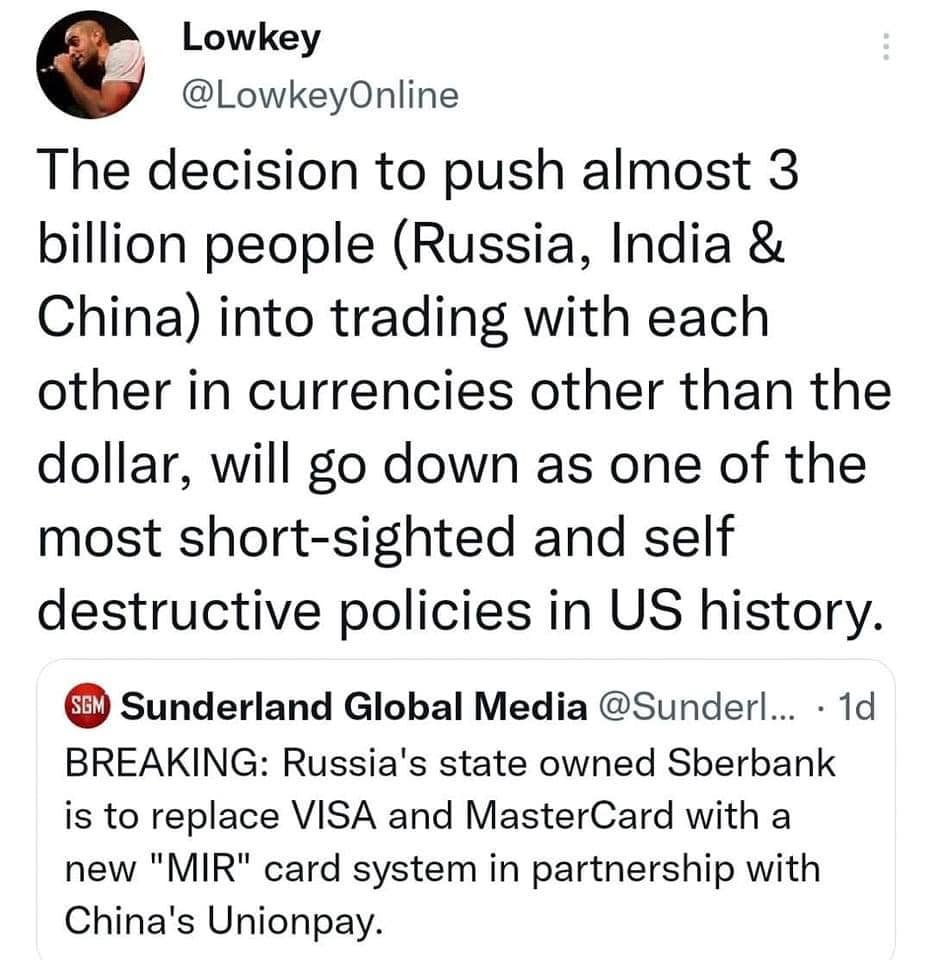 Lowkey
@LowkeyOnline
The decision to push almost 3
billion people (Russia, India &
China) into trading with each
other in currencies other than the
dollar, will go down as one of the
most short-sighted and self
destructive policies in US history.
SGM Sunderland Global Media @Sunderl... · 1d
BREAKING: Russia's state owned Sberbank
is to replace VISA and MasterCard with a
new "MIR" card system in partnership with
China's Unionpay.